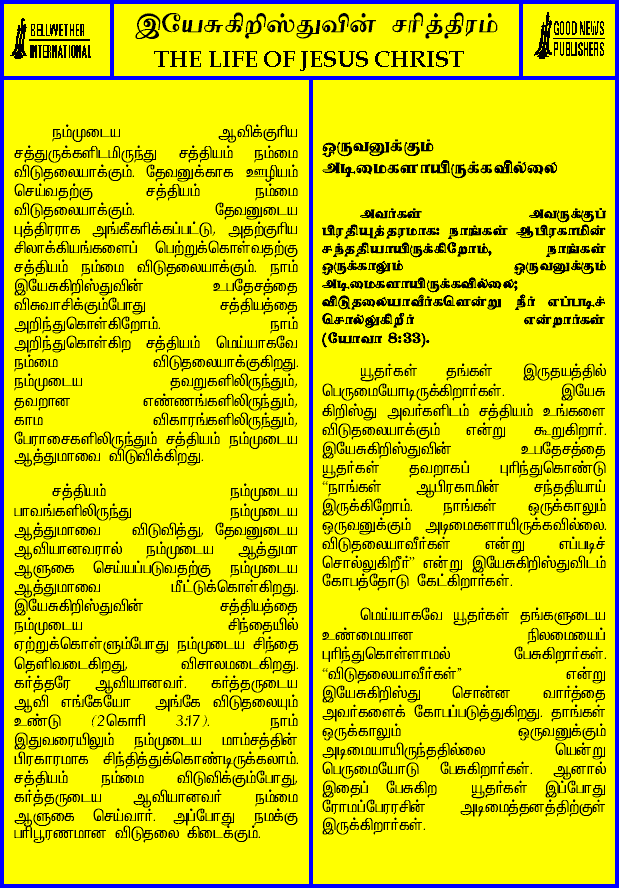 BELLWETHER
INTERNATIONAL
இயேசுகிறிஸ்துவின் சரித்திரம்
THE LIFE OF JESUS CHRIST
GOOD NEWS
PUBLISHERS
நம்முடைய ஆவிக்குரிய
சத்துருக்களிடமிருந்து சத்தியம் நம்மை
விடுதலையாக்கும். தேவனுக்காக ஊழியம்
செய்வதற்கு சத்தியம் நம்மை
விடுதலையாக்கும். தேவனுடைய
புத்திரராக அங்கீகரிக்கப்பட்டு, அதற்குரிய
சிலாக்கியங்களைப் பெற்றுக்கொள்வதற்கு
சத்தியம் நம்மை விடுதலையாக்கும். நாம்
இயேசுகிறிஸ்துவின் உபதேசத்தை
விசுவாசிக்கும்போது சத்தியத்தை
அறிந்துகொள்கிறோம். நாம்
அறிந்துகொள்கிற சத்தியம் மெய்யாகவே
நம்மை விடுதலையாக்குகிறது.
நம்முடைய தவறுகளிலிருந்தும்,
தவறான எண்ணங்களிலிருந்தும்,
காம விகாரங்களிலிருந்தும்,
பேராசைகளிலிருந்தும் சத்தியம் நம்முடைய
ஆத்துமாவை விடுவிக்கிறது.
சத்தியம் நம்முடைய
பாவங்களிலிருந்து நம்முடைய
ஆத்துமாவை விடுவித்து, தேவனுடைய
ஆவியானவரால் நம்முடைய ஆத்துமா
ஆளுகை செய்யப்படுவதற்கு நம்முடைய
ஆத்துமாவை மீட்டுக்கொள்கிறது.
இயேசுகிறிஸ்துவின் சத்தியத்தை
நம்முடைய சிந்தையில்
ஏற்றுக்கொள்ளும்போது நம்முடைய சிந்தை
தெளிவடைகிறது, விசாலமடைகிறது.
கர்த்தரே ஆவியானவர். கர்த்தருடைய
ஆவி எங்கேயோ அங்கே விடுதலையும்
உண்டு (2கொரி 3:17). நாம்
இதுவரையிலும் நம்முடைய மாம்சத்தின்
பிரகாரமாக சிந்தித்துக்கொண்டிருக்கலாம்.
சத்தியம் நம்மை விடுவிக்கும்போது,
கர்த்தருடைய ஆவியானவர் நம்மை
ஆளுகை செய்வார். அப்போது நமக்கு
பரிபூரணமான விடுதலை கிடைக்கும்.
ஒருவனுக்கும்
அடிமைகளாயிருக்கவில்லை
அவர்கள் அவருக்குப்
பிரதியுத்தரமாக: நாங்கள் ஆபிரகாமின்
சந்ததியாயிருக்கிறோம், நாங்கள்
ஒருக்காலும் ஒருவனுக்கும்
அடிமைகளாயிருக்கவில்லை;
விடுதலையாவீர்களென்று நீர் எப்படிச்
சொல்லுகிறீர் என்றார்கள்
(யோவா 8:33).
யூதர்கள் தங்கள் இருதயத்தில்
பெருமையோடிருக்கிறார்கள். இயேசு
கிறிஸ்து அவர்களிடம் சத்தியம் உங்களை
விடுதலையாக்கும் என்று கூறுகிறார்.
இயேசுகிறிஸ்துவின் உபதேசத்தை
யூதர்கள் தவறாகப் புரிந்துகொண்டு
“நாங்கள் ஆபிரகாமின் சந்ததியாய்
இருக்கிறோம். நாங்கள் ஒருக்காலும்
ஒருவனுக்கும் அடிமைகளாயிருக்கவில்லை.
விடுதலையாவீர்கள் என்று எப்படிச்
சொல்லுகிறீர்” என்று இயேசுகிறிஸ்துவிடம்
கோபத்தோடு கேட்கிறார்கள்.
மெய்யாகவே யூதர்கள் தங்களுடைய
உண்மையான நிலமையைப்
புரிந்துகொள்ளாமல் பேசுகிறார்கள்.
“விடுதலையாவீர்கள்” என்று
இயேசுகிறிஸ்து சொன்ன வார்த்தை
அவர்களைக் கோபப்படுத்துகிறது. தாங்கள்
ஒருக்காலும் ஒருவனுக்கும்
அடிமையாயிருந்ததில்லை யென்று
பெருமையோடு பேசுகிறார்கள். ஆனால்
இதைப் பேசுகிற யூதர்கள் இப்போது
ரோமப்பேரரசின் அடிமைத்தனத்திற்குள்
இருக்கிறார்கள்.